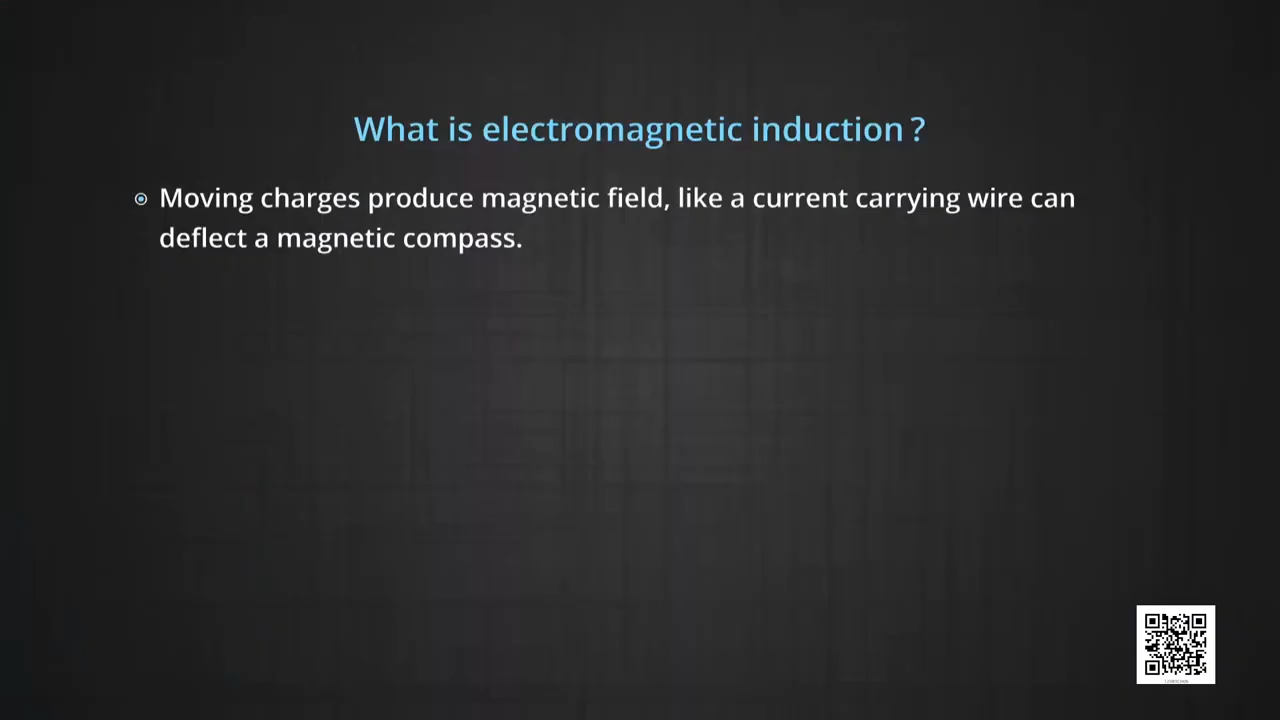 What is electromagnetic induction ?
Moving charges produce magnetic field, like a current carrying wire can
deflect a magnetic compass.